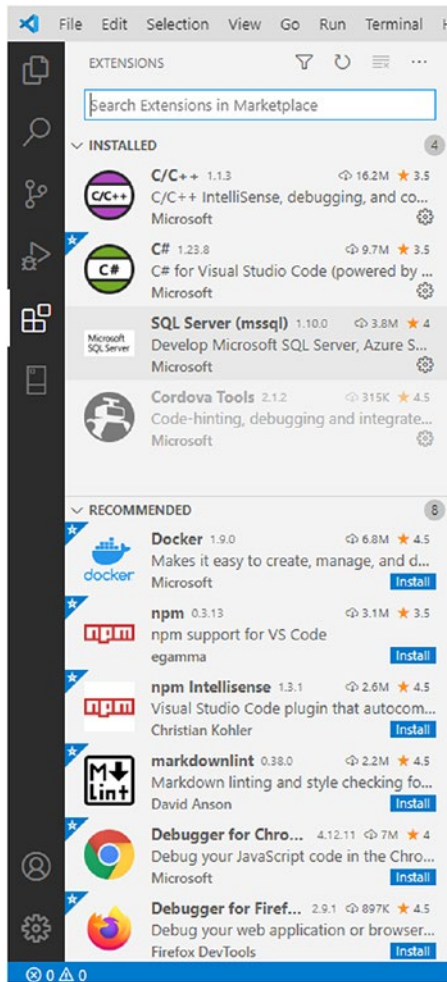 File Edit Selection View Go Run Terminal
EXTENSIONS
Search Extensions in Marketplace
INSTALLED 4
C/C++
C/C++ 1.1.3 16.2M 3.5
C/C++ IntelliSense, debugging, and co...
Microsoft
C#
C# 1.23.8 9.7M 3.5
C# for Visual Studio Code (powered by ...
Microsoft
Microsoft
SQL Server
SQL Server (mssql) 1.10.0 3.8M 4
Develop Microsoft SQL Server, Azure S...
Microsoft
Cordova Tools 2.1.2 315K 4.5
Code-hinting, debugging and integrate...
Microsoft
RECOMMENDED 8
docker
Docker 1.9.0 6.8M 4.5
Makes it easy to create, manage, and d...
Microsoft Install
npm
npm 0.3.13 3.1M 3.5
npm support for VS Code
egamma Install
npm
npm Intellisense 1.3.1 2.6M 4.5
Visual Studio Code plugin that autocom...
Christian Kohler Install
M
Lint
markdownlint 0.38.0 2.2M 4.5
Markdown linting and style checking fo...
David Anson Install
Debugger for Chro... 4.12.11 7M 4
Debug your JavaScript code in the Chro...
Microsoft Install
Debugger for Firef... 2.9.1 897K 4.5
Debug your web application or browser...
Firefox DevTools Install
0 0